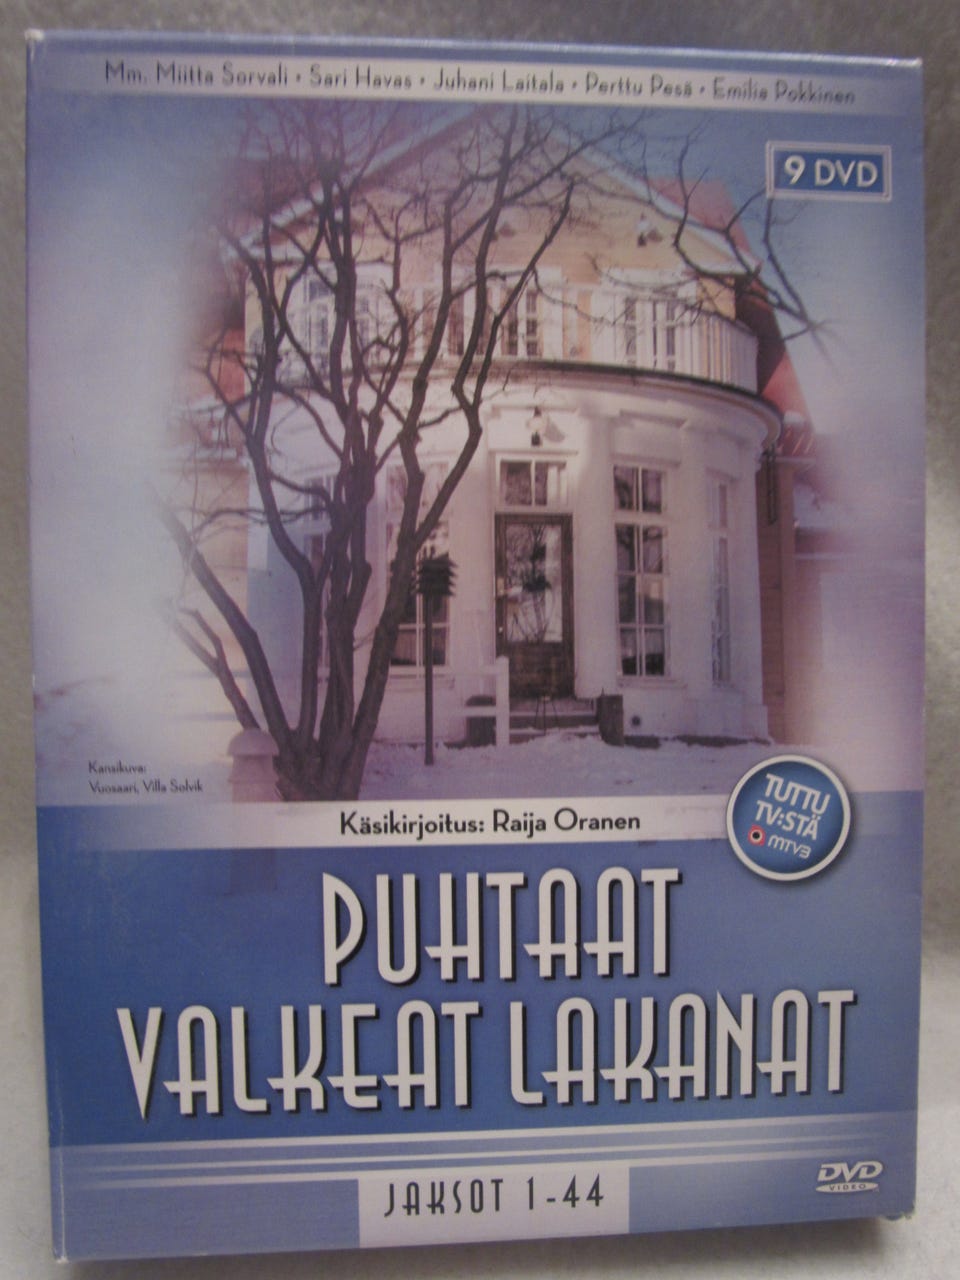 Mm. Miitta Sorvali • Sari Havas • Juhani Laitala • Perttu Pesä • Emilia Pokkinen
9 DVD
Kansikuva:
Vuosaari, Villa Solvik
Käsikirjoitus: Raija Oranen
TUTTU
TV:STÄ
MTV3
PUHTAAT
VALKEAT LAKANAT
JAKSOT 1-44
DVD
VIDEO